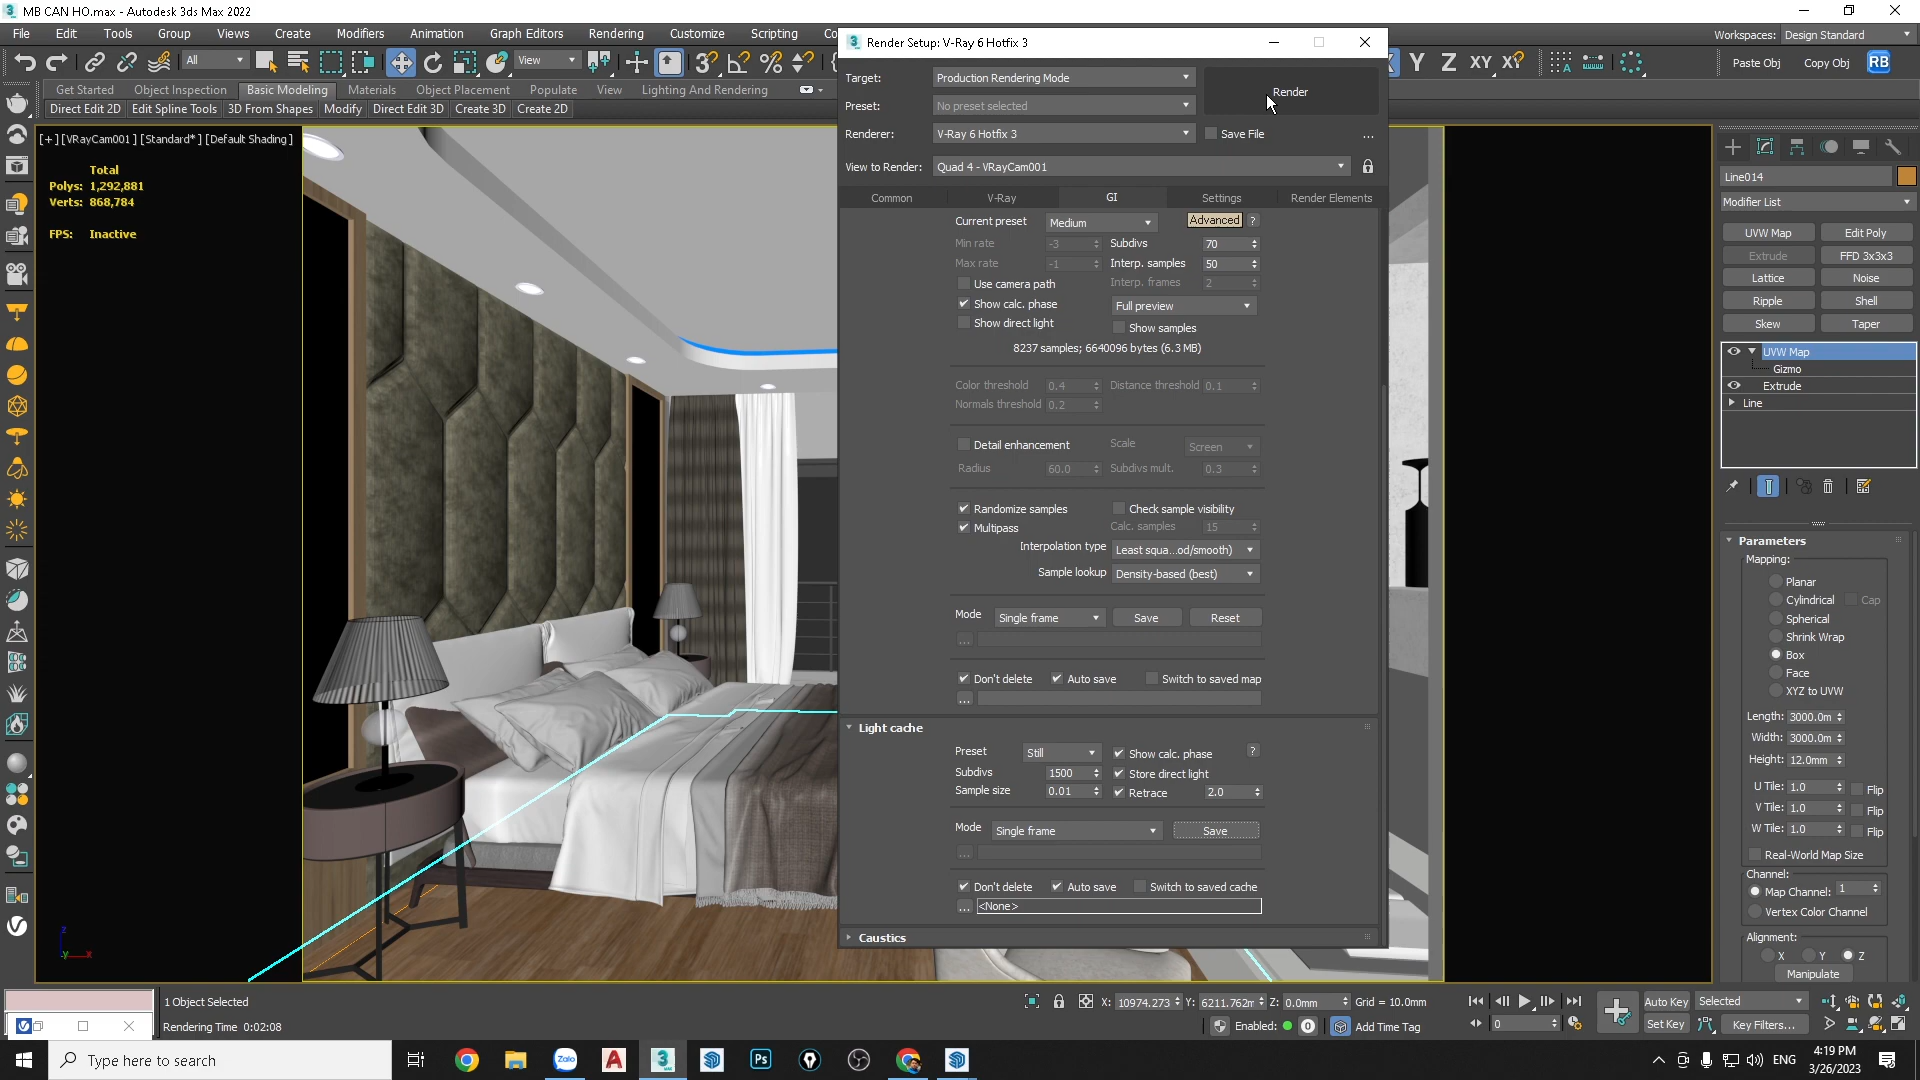 MB CAN HO.max - Autodesk 3ds Max 2022
File Edit Tools Group Views Create Modifiers Animation Graph Editors Rendering Customize Scripting Co
Workspaces: Design Standard
All
View
X Y Z XY XY
Paste Obj Copy Obj RB
Get Started Object Inspection Basic Modeling Materials Object Placement Populate View Lighting And Rendering
Direct Edit 2D Edit Spline Tools 3D From Shapes Modify Direct Edit 3D Create 3D Create 2D
[+] [VRayCam001] [Standard*] [Default Shading]
Total
Polys: 1,292,881
Verts: 868,784
FPS: Inactive
Render Setup: V-Ray 6 Hotfix 3
Target: Production Rendering Mode
Render
Preset: No preset selected
Renderer: V-Ray 6 Hotfix 3
Save File ...
View to Render: Quad 4 - VRayCam001
Common V-Ray GI Settings Render Elements
Current preset Medium Advanced ?
Min rate -3 Subdivs 70
Max rate -1 Interp. samples 50
Use camera path Interp. frames 2
Show calc. phase Full preview
Show direct light Show samples
8237 samples; 6640096 bytes (6.3 MB)
Color threshold 0.4 Distance threshold 0.1
Normals threshold 0.2
Detail enhancement Scale Screen
Radius 60.0 Subdivs mult. 0.3
Randomize samples Check sample visibility
Multipass Calc. samples 15
Interpolation type Least squa...od/smooth)
Sample lookup Density-based (best)
Mode Single frame Save Reset
...
Don't delete Auto save Switch to saved map
...
Light cache
Preset Still Show calc. phase ?
Subdivs 1500 Store direct light
Sample size 0.01 Retrace 2.0
Mode Single frame Save
...
Don't delete Auto save Switch to saved cache
... <None>
Caustics
Line014
Modifier List
UVW Map Edit Poly
Extrude FFD 3x3x3
Lattice Noise
Ripple Shell
Skew Taper
UVW Map
Gizmo
Extrude
Line
Parameters
Mapping:
Planar
Cylindrical Cap
Spherical
Shrink Wrap
Box
Face
XYZ to UVW
Length: 3000.0m
Width: 3000.0m
Height: 12.0mm
U Tile: 1.0 Flip
V Tile: 1.0 Flip
W Tile: 1.0 Flip
Real-World Map Size
Channel:
Map Channel: 1
Vertex Color Channel
Alignment:
X Y Z
Manipulate
z
y x
1 Object Selected
Rendering Time 0:02:08
X: 10974.273 Y: 6211.762m Z: 0.0mm Grid = 10.0mm
Enabled: 0 Add Time Tag
0
Auto Key Selected
Set Key Key Filters...
Type here to search
Zalo
A
3
Ps
ENG
4:19 PM
3/26/2023